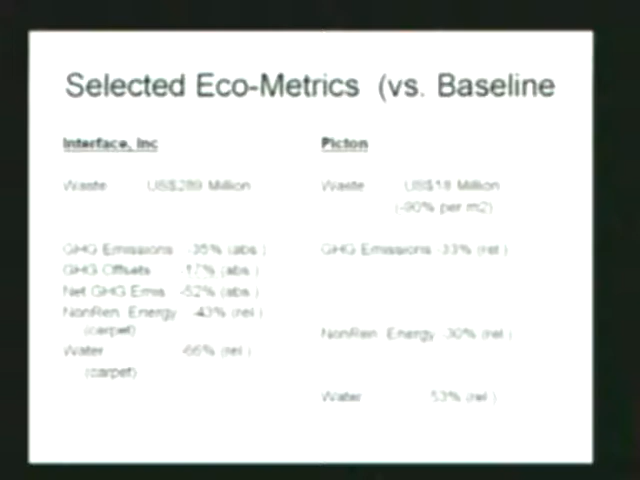 Selected Eco-Metrics (vs. Baseline
Interface, Inc
Waste US$289 Million
GHG Emissions -35% (abs.)
GHG Offsets -17% (abs.)
Net GHG Emis -52% (abs.)
NonRen. Energy -43% (rel.)
(carpet)
Water -66% (rel.)
(carpet)
Picton
Waste US$18 Million
(-90% per m2)
GHG Emissions -33% (rel.)
NonRen. Energy -30% (rel.)
Water 53% (rel.)